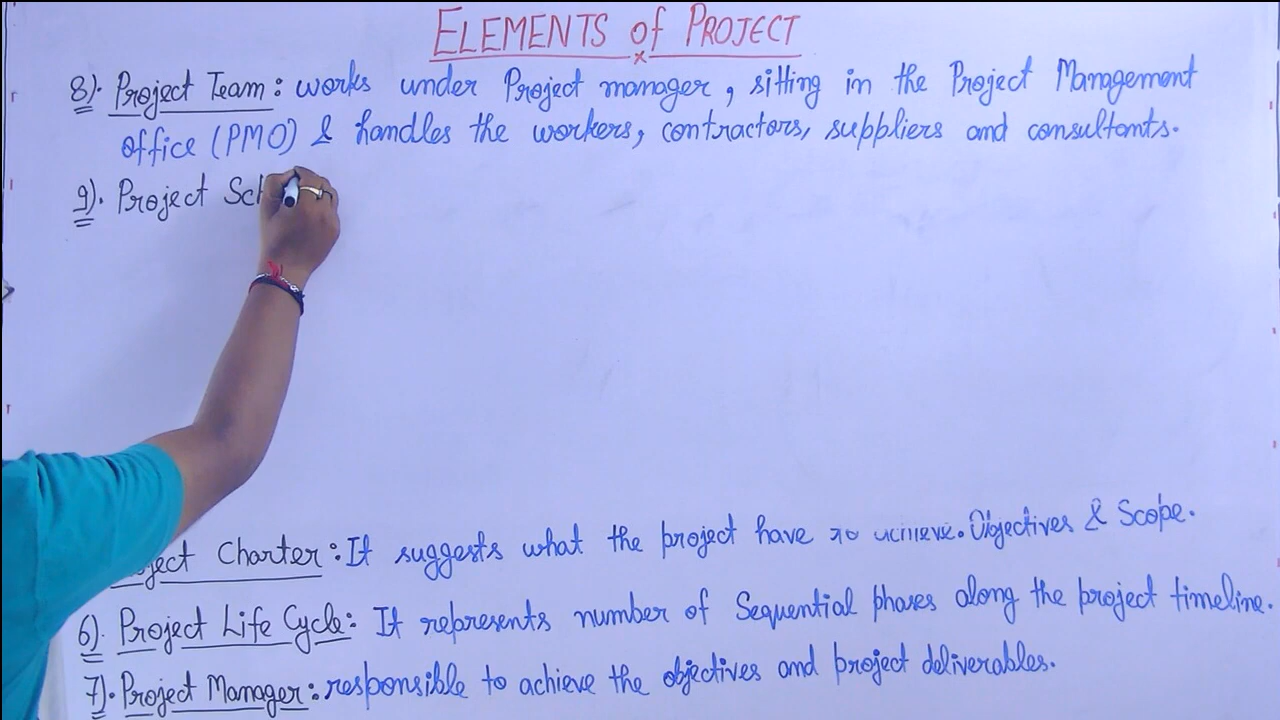 ELEMENTS of PROJECT
8). Project Team: works under Project manager, sitting in the Project Management
office (PMO) & handles the workers, contractors, suppliers and consultants.
9). Project Sch
Charter: It suggests what the project have to achieve. Objectives & Scope.
6). Project Life Cycle: It represents number of Sequential phases along the project timeline.
7). Project Manager: responsible to achieve the objectives and project deliverables.